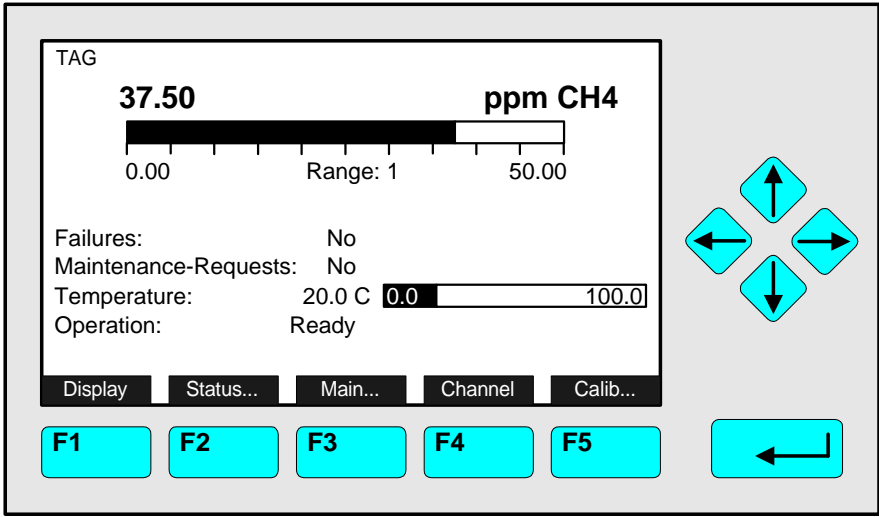 TAG
37.50 ppm CH4
0.00 Range: 1 50.00
Failures: No
Maintenance-Requests: No
Temperature: 20.0 C 0.0 100.0
Operation: Ready
Display Status... Main... Channel Calib...
F1 F2 F3 F4 F5